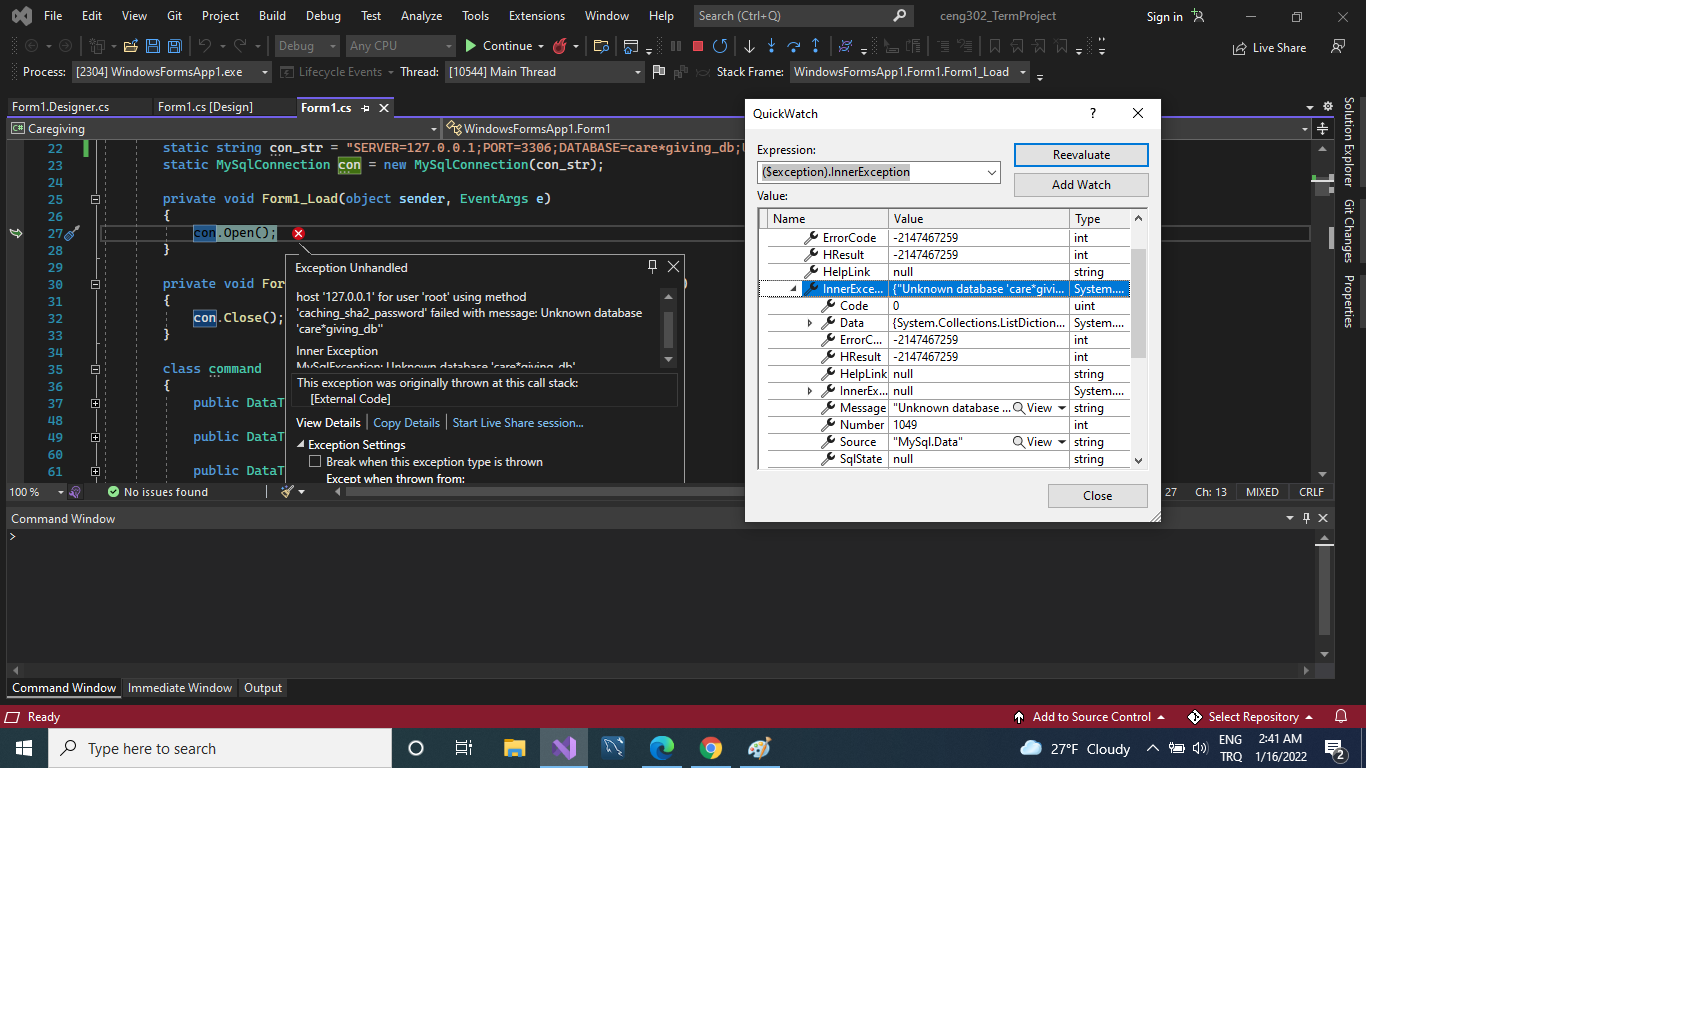 File Edit View Git Project Build Debug Test Analyze Tools Extensions Window Help Search (Ctrl+Q) ceng302_TermProject Sign in
Debug Any CPU Continue Live Share
Process: [2304] WindowsFormsApp1.exe Lifecycle Events Thread: [10544] Main Thread Stack Frame: WindowsFormsApp1.Form1.Form1_Load
Form1.Designer.cs Form1.cs [Design] Form1.cs
C# Caregiving WindowsFormsApp1.Form1
22 static string con_str = "SERVER=127.0.0.1;PORT=3306;DATABASE=care*giving_db;
23 static MySqlConnection con = new MySqlConnection(con_str);
24
25 private void Form1_Load(object sender, EventArgs e)
26 {
27 con.Open();
28 }
29
30 private void Fo )
31 {
32 con.Close();
33 }
34
35 class command
36 {
37 public DataT
48
49 public DataT
60
61 public DataT
Exception Unhandled
host '127.0.0.1' for user 'root' using method
'caching_sha2_password' failed with message: Unknown database
'care*giving_db''
Inner Exception
MySqlException: Unknown database 'care*giving_db'
This exception was originally thrown at this call stack:
[External Code]
View Details Copy Details Start Live Share session...
Exception Settings
Break when this exception type is thrown
Except when thrown from:
QuickWatch ?
Expression:
($exception).InnerException
Reevaluate
Add Watch
Value:
Name Value Type
ErrorCode -2147467259 int
HResult -2147467259 int
HelpLink null string
InnerExce... {"Unknown database 'care*givi... System....
Code 0 uint
Data {System.Collections.ListDiction... System....
ErrorC... -2147467259 int
HResult -2147467259 int
HelpLink null string
InnerEx... null System....
Message "Unknown database ... View string
Number 1049 int
Source "MySql.Data" View string
SqlState null string
Close
Solution Explorer
Git Changes
Properties
100 % No issues found 27 Ch: 13 MIXED CRLF
Command Window
>
Command Window Immediate Window Output
Ready Add to Source Control Select Repository
Type here to search 27°F Cloudy ENG 2:41 AM
TRQ 1/16/2022 2